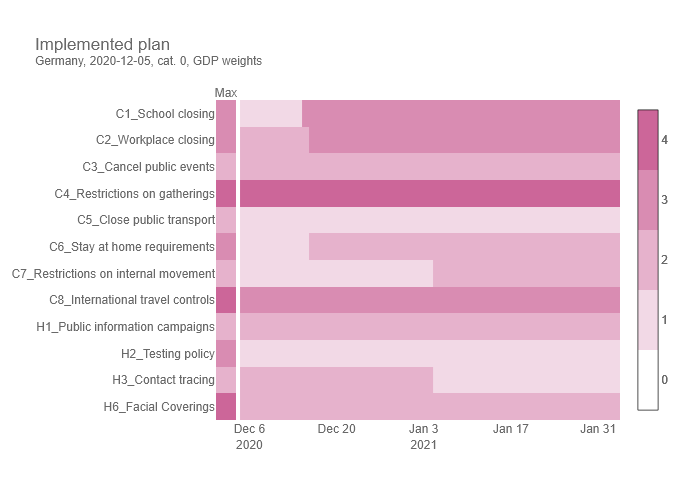 Implemented plan
Germany, 2020-12-05, cat. 0, GDP weights
Max
C1_School closing
C2_Workplace closing
C3_Cancel public events
C4_Restrictions on gatherings
C5_Close public transport
C6_Stay at home requirements
C7_Restrictions on internal movement
C8_International travel controls
H1_Public information campaigns
H2_Testing policy
H3_Contact tracing
H6_Facial Coverings
4
3
2
1
0
Dec 6 Dec 20 Jan 3 Jan 17 Jan 31
2020 2021